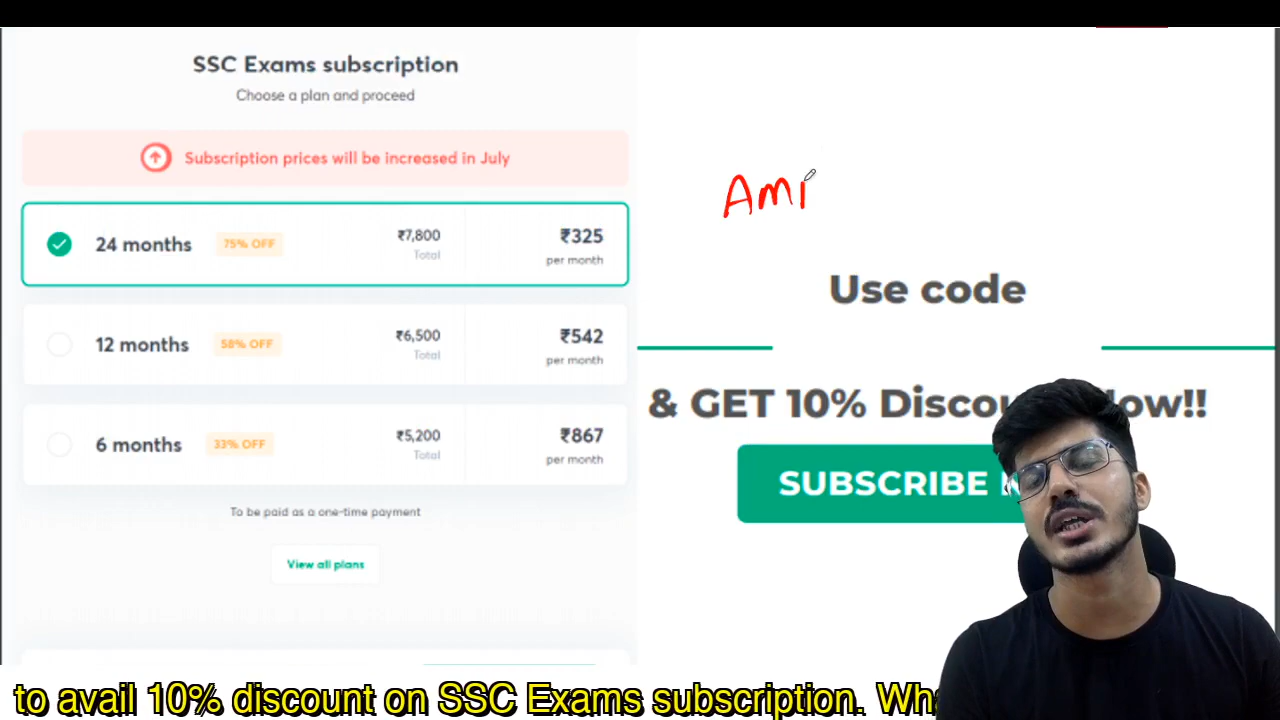 SSC Exams subscription
Choose a plan and proceed
Subscription prices will be increased in July
24 months 75% OFF ₹7,800 Total ₹325 per month
12 months 58% OFF ₹6,500 Total ₹542 per month
6 months 33% OFF ₹5,200 Total ₹867 per month
To be paid as a one-time payment
View all plans
AmI
Use code
& GET 10% Discou ow!!
SUBSCRIBE
to avail 10% discount on SSC Exams subscription. Wh